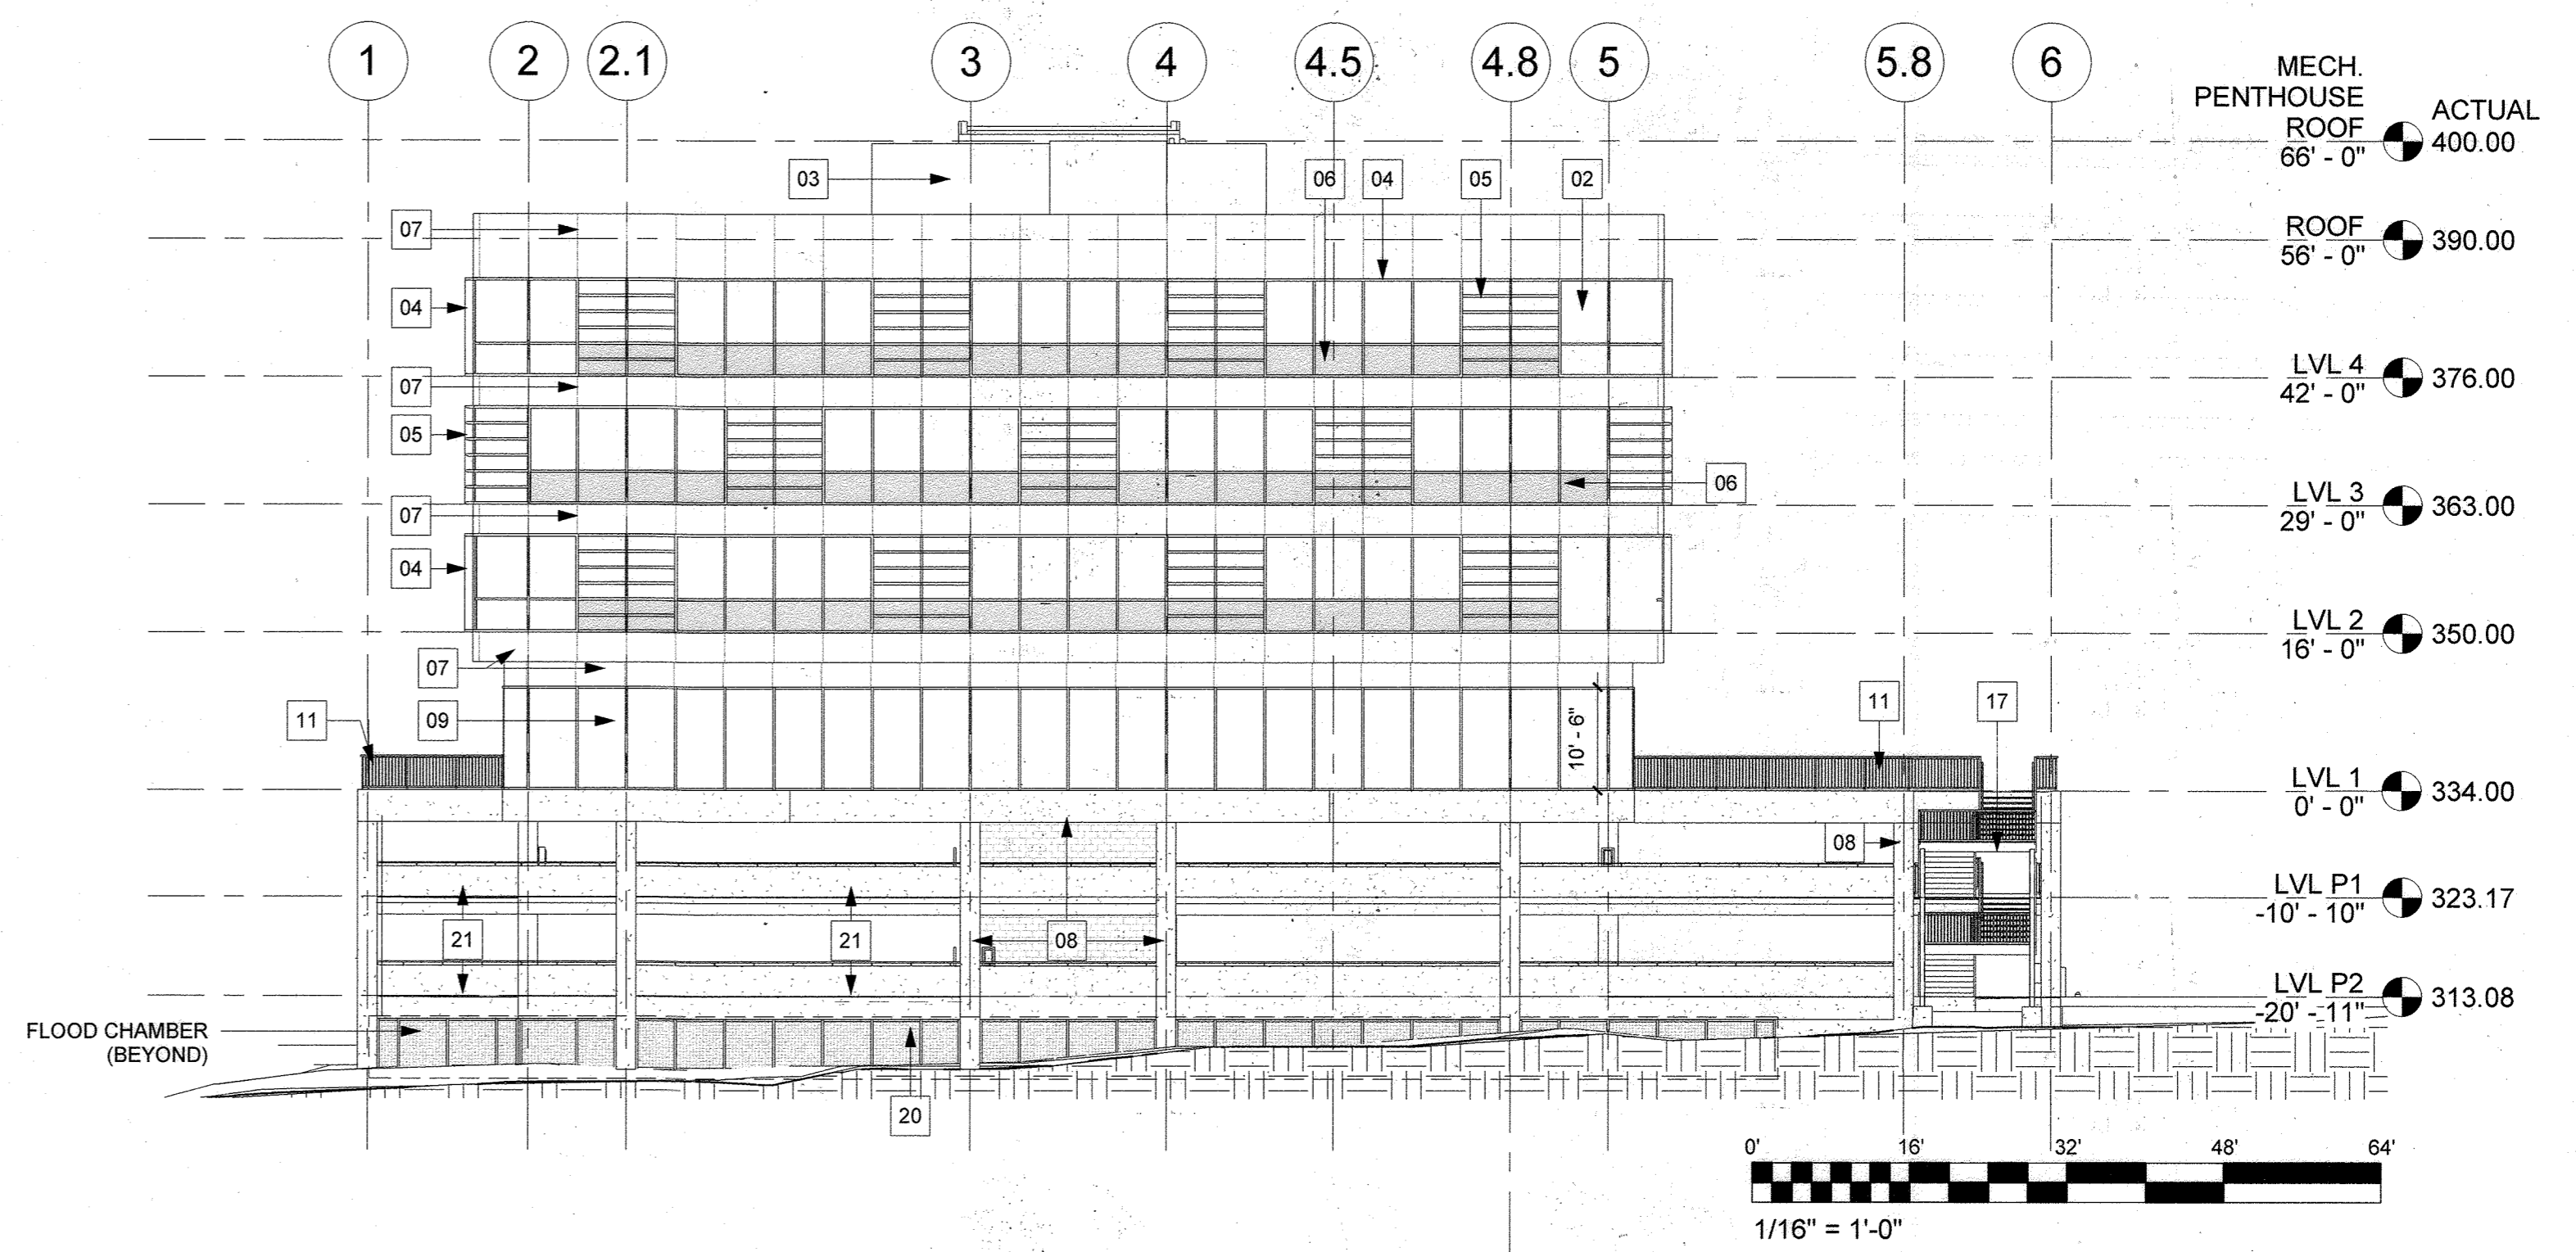 1 2 2.1 3 4 4.5 4.8 5 5.8 6
MECH.
PENTHOUSE
ROOF
66' - 0"
ACTUAL
400.00
03
06
04
05
02
07
ROOF
56' - 0"
390.00
04
07
LVL 4
42' - 0"
376.00
05
06
07
LVL 3
29' - 0"
363.00
04
LVL 2
16' - 0"
350.00
07
11
09
10' - 6"
11
17
LVL 1
0' - 0"
334.00
08
LVL P1
-10' - 10"
323.17
21
21
08
LVL P2
-20' - 11"
313.08
FLOOD CHAMBER
(BEYOND)
20
0' 16' 32' 48' 64'
1/16" = 1'-0"